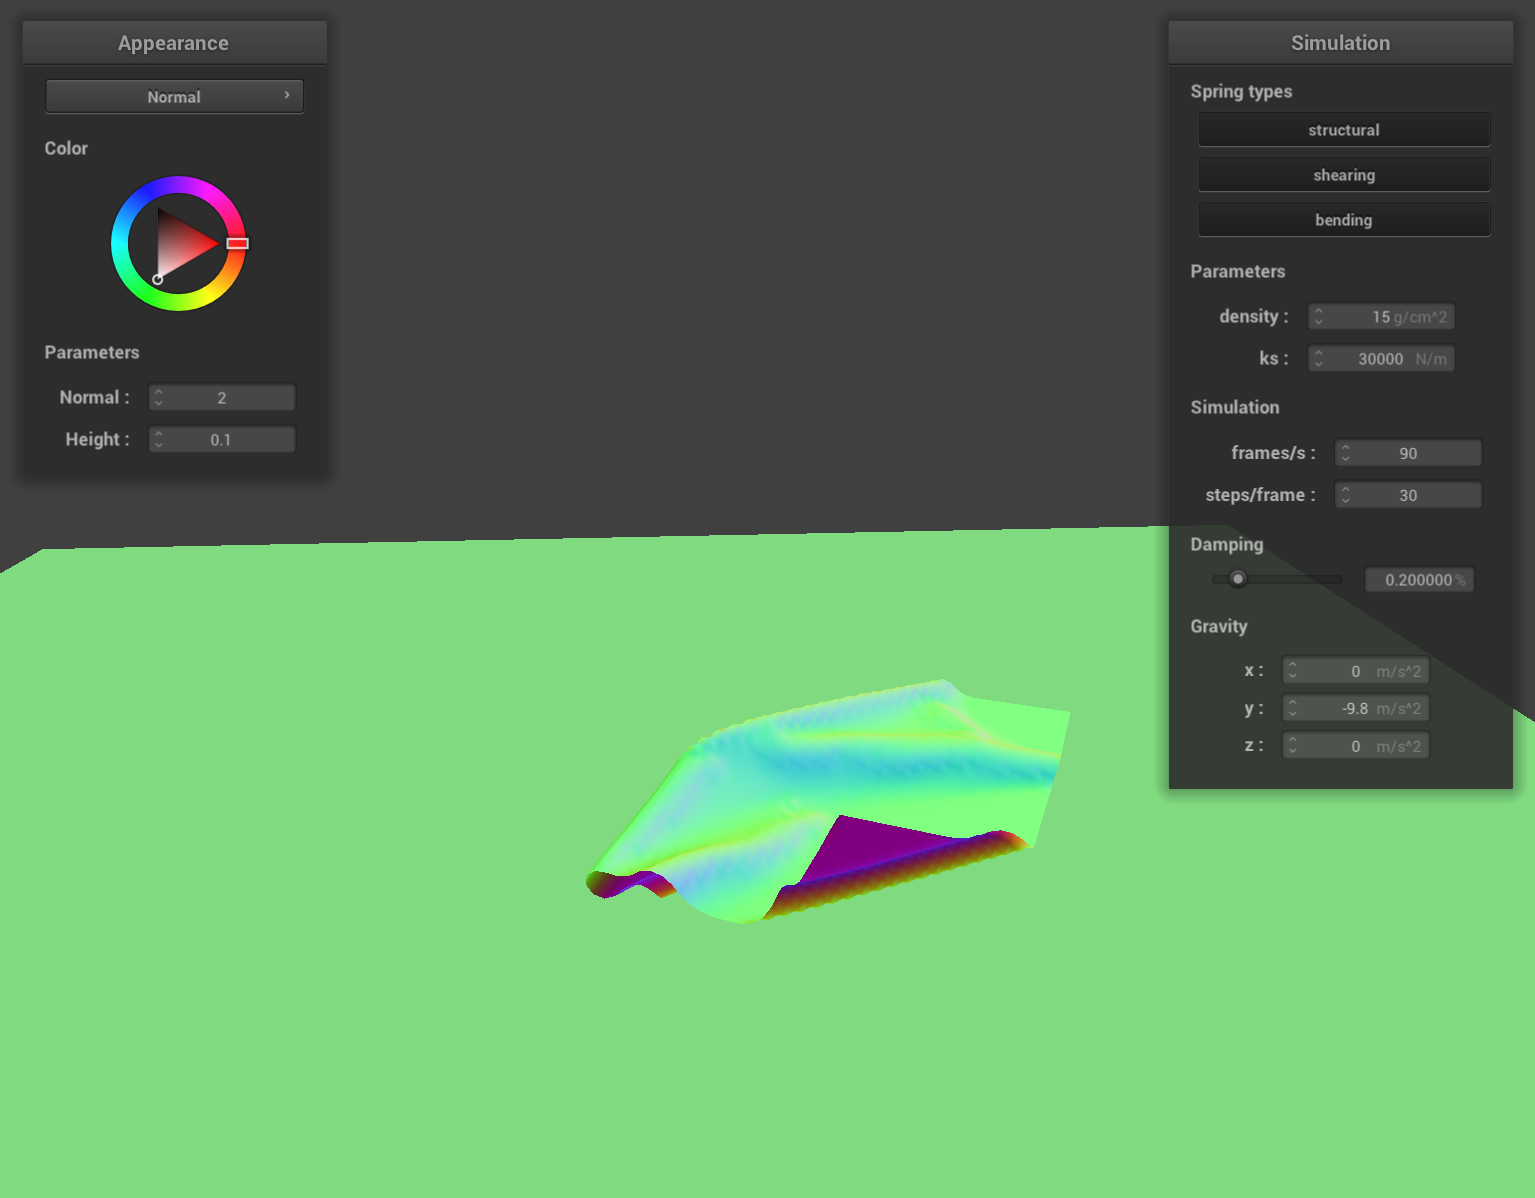 Appearance
Normal
Color
Parameters
Normal : 2
Height : 0.1
Simulation
Spring types
structural
shearing
bending
Parameters
density : 15 g/cm^2
ks : 30000 N/m
Simulation
frames/s : 90
steps/frame : 30
Damping
0.200000 %
Gravity
x : 0 m/s^2
y : -9.8 m/s^2
z : 0 m/s^2